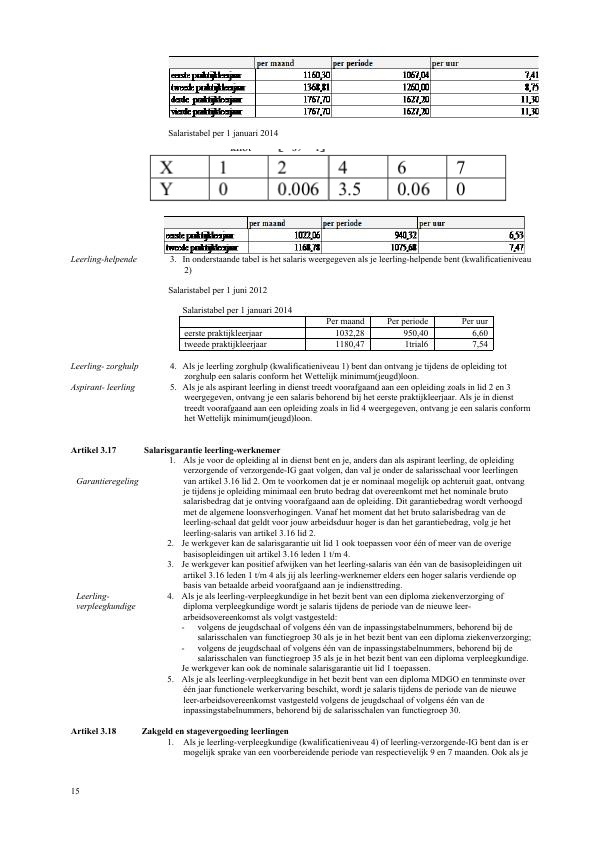 per maand per periode per uur
eerste praktijkleerjaar 1160,30 1067,04 7,41
tweede praktijkleerjaar 1368,81 1260,00 8,75
derde praktijkleerjaar 1767,70 1627,20 11,30
vierde praktijkleerjaar 1767,70 1627,20 11,30
Salaristabel per 1 januari 2014
X 1 2 4 6 7
Y 0 0.006 3.5 0.06 0
per maand per periode per uur
eerste praktijkleerjaar 1022,06 940,32 6,53
tweede praktijkleerjaar 1168,78 1075,68 7,47
Leerling-helpende 3. In onderstaande tabel is het salaris weergegeven als je leerling-helpende bent (kwalificatieniveau
2)
Salaristabel per 1 juni 2012
Salaristabel per 1 januari 2014
Per maand Per periode Per uur
eerste praktijkleerjaar 1032,28 950,40 6,60
tweede praktijkleerjaar 1180,47 1trial6 7,54
Leerling- zorghulp 4. Als je leerling zorghulp (kwalificatieniveau 1) bent dan ontvang je tijdens de opleiding tot
zorghulp een salaris conform het Wettelijk minimum(jeugd)loon.
Aspirant- leerling 5. Als je als aspirant leerling in dienst treedt voorafgaand aan een opleiding zoals in lid 2 en 3
weergegeven, ontvang je een salaris behorend bij het eerste praktijkleerjaar. Als je in dienst
treedt voorafgaand aan een opleiding zoals in lid 4 weergegeven, ontvang je een salaris conform
het Wettelijk minimum(jeugd)loon.
Artikel 3.17 Salarisgarantie leerling-werknemer
1. Als je voor de opleiding al in dienst bent en je, anders dan als aspirant leerling, de opleiding
verzorgende of verzorgende-IG gaat volgen, dan val je onder de salarisschaal voor leerlingen
Garantieregeling van artikel 3.16 lid 2. Om te voorkomen dat je er nominaal mogelijk op achteruit gaat, ontvang
je tijdens je opleiding minimaal een bruto bedrag dat overeenkomt met het nominale bruto
salarisbedrag dat je ontving voorafgaand aan de opleiding. Dit garantiebedrag wordt verhoogd
met de algemene loonsverhogingen. Vanaf het moment dat het bruto salarisbedrag van de
leerling-schaal dat geldt voor jouw arbeidsduur hoger is dan het garantiebedrag, volg je het
leerling-salaris van artikel 3.16 lid 2.
2. Je werkgever kan de salarisgarantie uit lid 1 ook toepassen voor één of meer van de overige
basisopleidingen uit artikel 3.16 leden 1 t/m 4.
3. Je werkgever kan positief afwijken van het leerling-salaris van één van de basisopleidingen uit
artikel 3.16 leden 1 t/m 4 als jij als leerling-werknemer elders een hoger salaris verdiende op
basis van betaalde arbeid voorafgaand aan je indiensttreding.
Leerling- 4. Als je als leerling-verpleegkundige in het bezit bent van een diploma ziekenverzorging of
verpleegkundige diploma verpleegkundige wordt je salaris tijdens de periode van de nieuwe leer-
arbeidsovereenkomst als volgt vastgesteld:
- volgens de jeugdschaal of volgens één van de inpassingstabelnummers, behorend bij de
salarisschalen van functiegroep 30 als je in het bezit bent van een diploma ziekenverzorging;
- volgens de jeugdschaal of volgens één van de inpassingstabelnummers, behorend bij de
salarisschalen van functiegroep 35 als je in het bezit bent van een diploma verpleegkundige.
Je werkgever kan ook de nominale salarisgarantie uit lid 1 toepassen.
5. Als je als leerling-verpleegkundige in het bezit bent van een diploma MDGO en tenminste over
één jaar functionele werkervaring beschikt, wordt je salaris tijdens de periode van de nieuwe
leer-arbeidsovereenkomst vastgesteld volgens de jeugdschaal of volgens één van de
inpassingstabelnummers, behorend bij de salarisschalen van functiegroep 30.
Artikel 3.18 Zakgeld en stagevergoeding leerlingen
1. Als je leerling-verpleegkundige (kwalificatieniveau 4) of leerling-verzorgende-IG bent dan is er
mogelijk sprake van een voorbereidende periode van respectievelijk 9 en 7 maanden. Ook als je
15